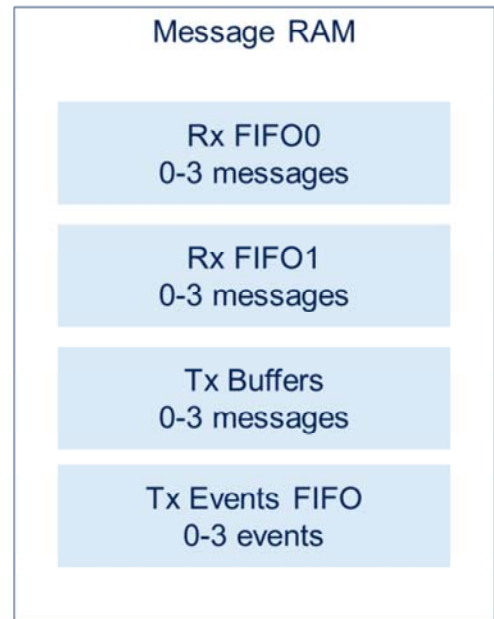 Message RAM
Rx FIFO0
0-3 messages
Rx FIFO1
0-3 messages
Tx Buffers
0-3 messages
Tx Events FIFO
0-3 events